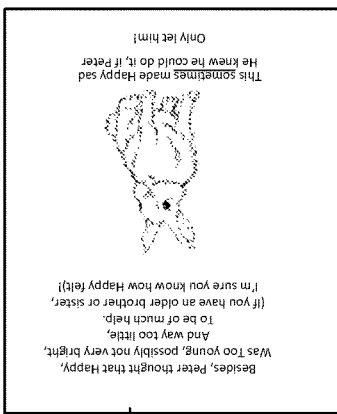 Besides, Peter thought that Happy,
Was Too young, possibly not very bright,
And way too little,
To be of much help.
(If you have an older brother or sister,
I'm sure you know how Happy felt)!
This sometimes made Happy sad
He knew he could do it, if Peter
Only let him!